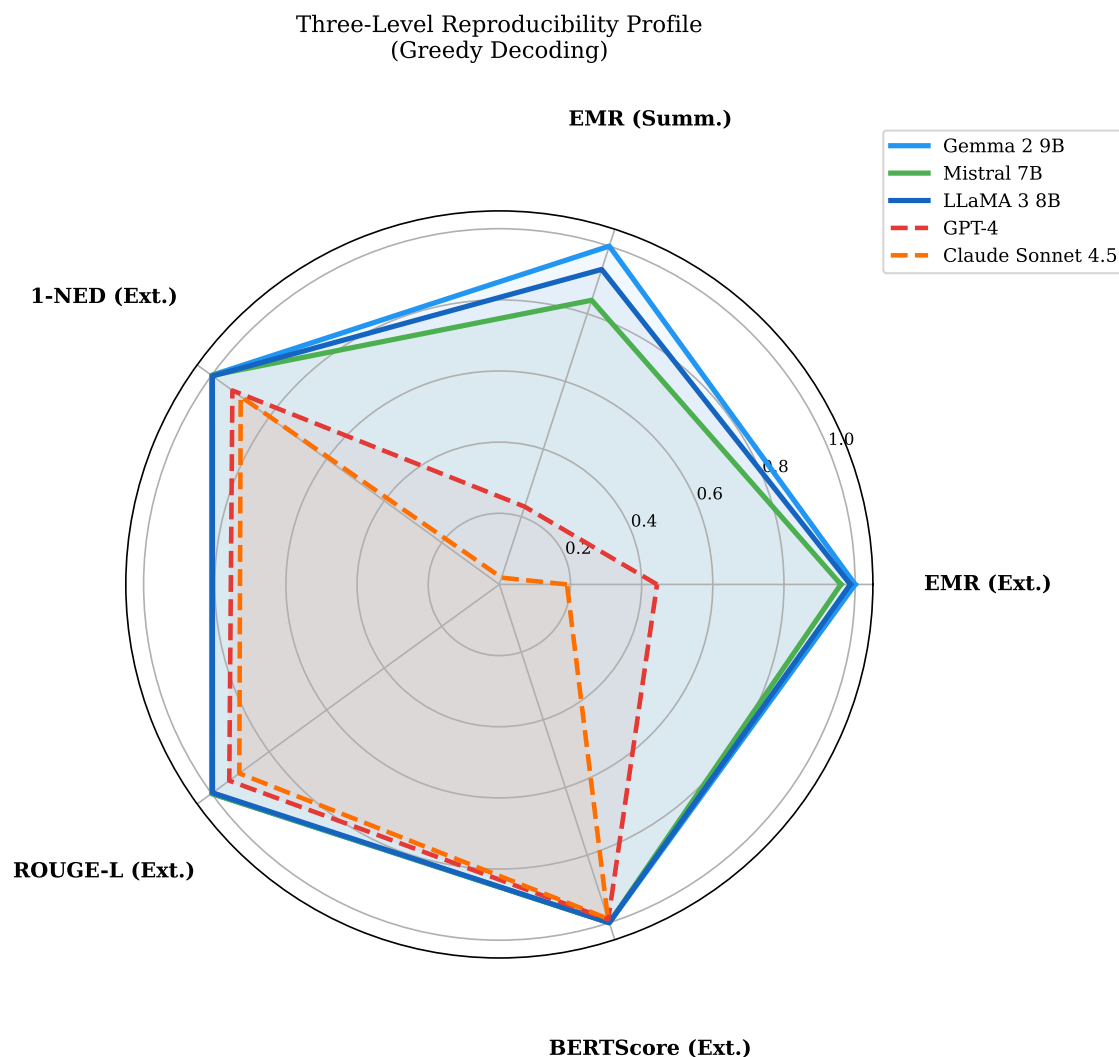 Three-Level Reproducibility Profile
(Greedy Decoding)
EMR (Summ.)
Gemma 2 9B
Mistral 7B
LLaMA 3 8B
GPT-4
Claude Sonnet 4.5
1-NED (Ext.)
1.0
0.8
0.6
0.4
0.2
EMR (Ext.)
ROUGE-L (Ext.)
BERTScore (Ext.)